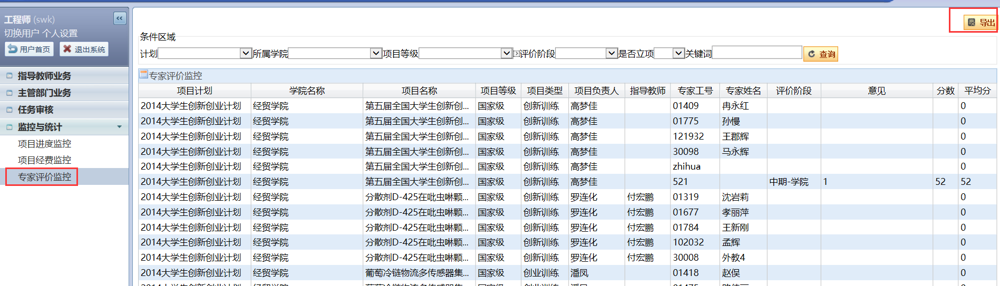 工程师 (swk)
切换用户 个人设置
用户首页 退出系统
指导教师业务
主管部门业务
任务审核
监控与统计
项目进度监控
项目经费监控
专家评价监控
导出
条件区域
计划 所属学院 项目等级 评价阶段 是否立项 关键词 查询
专家评价监控
项目计划 学院名称 项目名称 项目等级 项目类型 项目负责人 指导教师 专家工号 专家姓名 评价阶段 意见 分数 平均分
2014大学生创新创业计划 经贸学院 第五届全国大学生创新创... 国家级 创新训练 高梦佳 01409 冉永红 0
2014大学生创新创业计划 经贸学院 第五届全国大学生创新创... 国家级 创新训练 高梦佳 01775 孙慢 0
2014大学生创新创业计划 经贸学院 第五届全国大学生创新创... 国家级 创新训练 高梦佳 121932 王郡辉 0
2014大学生创新创业计划 经贸学院 第五届全国大学生创新创... 国家级 创新训练 高梦佳 30098 马永辉 0
2014大学生创新创业计划 经贸学院 第五届全国大学生创新创... 国家级 创新训练 高梦佳 zhihua 0
2014大学生创新创业计划 经贸学院 第五届全国大学生创新创... 国家级 创新训练 高梦佳 521 中期-学院 1 52 52
2014大学生创新创业计划 经贸学院 分散剂D-425在吡虫啉颗... 国家级 创新训练 罗连化 付宏鹏 01319 沈岩莉 0
2014大学生创新创业计划 经贸学院 分散剂D-425在吡虫啉颗... 国家级 创新训练 罗连化 付宏鹏 01677 孝丽萍 0
2014大学生创新创业计划 经贸学院 分散剂D-425在吡虫啉颗... 国家级 创新训练 罗连化 付宏鹏 01784 王新刚 0
2014大学生创新创业计划 经贸学院 分散剂D-425在吡虫啉颗... 国家级 创新训练 罗连化 付宏鹏 102032 孟辉 0
2014大学生创新创业计划 经贸学院 分散剂D-425在吡虫啉颗... 国家级 创新训练 罗连化 付宏鹏 30008 外教4 0
2014大学生创新创业计划 经贸学院 葡萄冷链物流多传感器集... 国家级 创业训练 潘凤 01418 赵俣 0